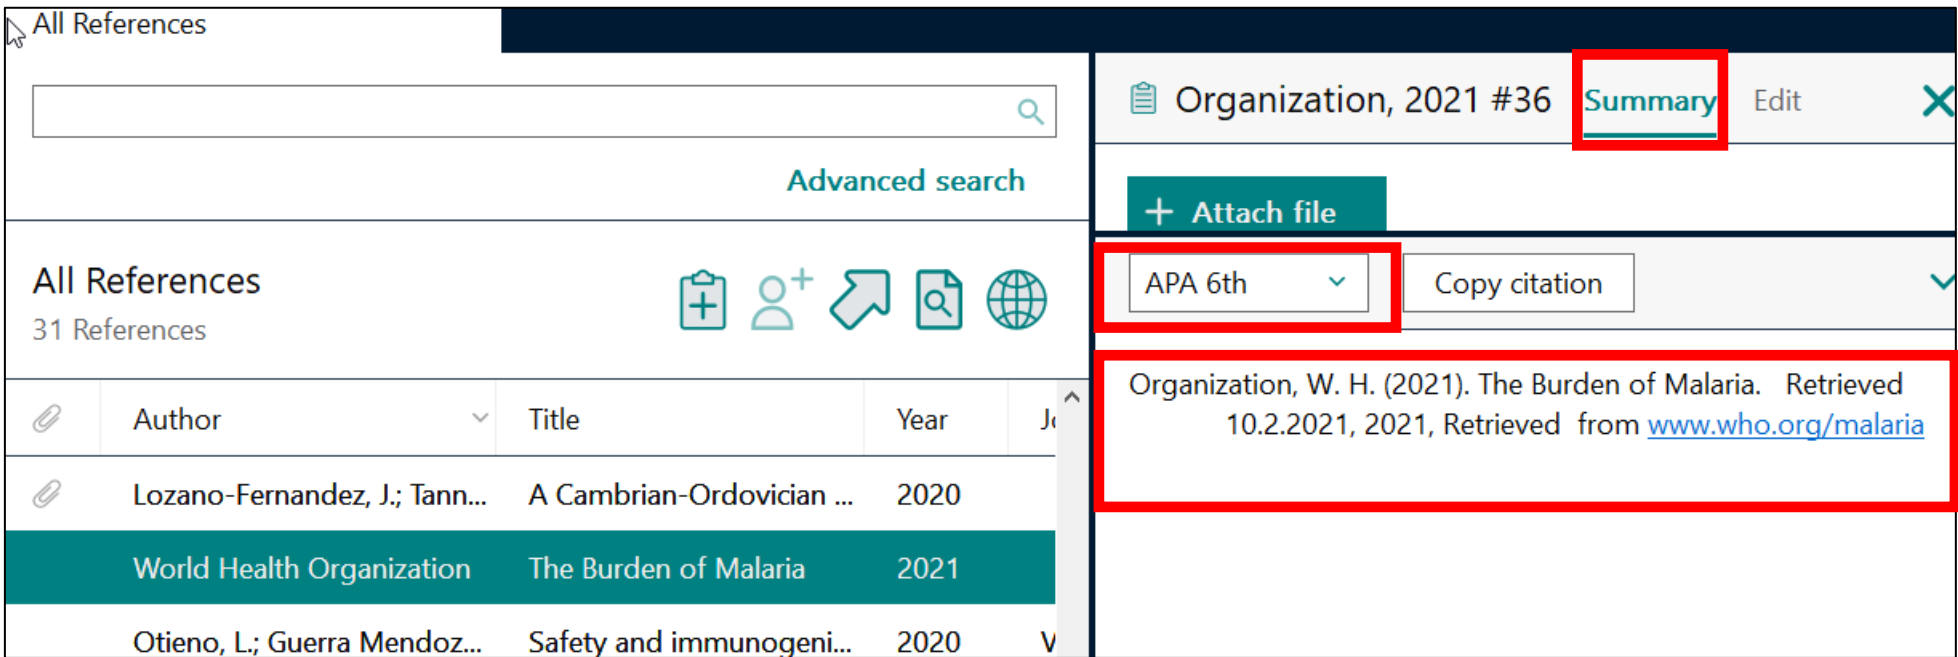 All References
Advanced search
All References
31 References
Author Title Year
Lozano-Fernandez, J.; Tann... A Cambrian-Ordovician ... 2020
World Health Organization The Burden of Malaria 2021
Otieno, L.; Guerra Mendoz... Safety and immunogeni... 2020 V
Organization, 2021 #36 Summary Edit
+ Attach file
APA 6th Copy citation
Organization, W. H. (2021). The Burden of Malaria. Retrieved
10.2.2021, 2021, Retrieved from www.who.org/malaria